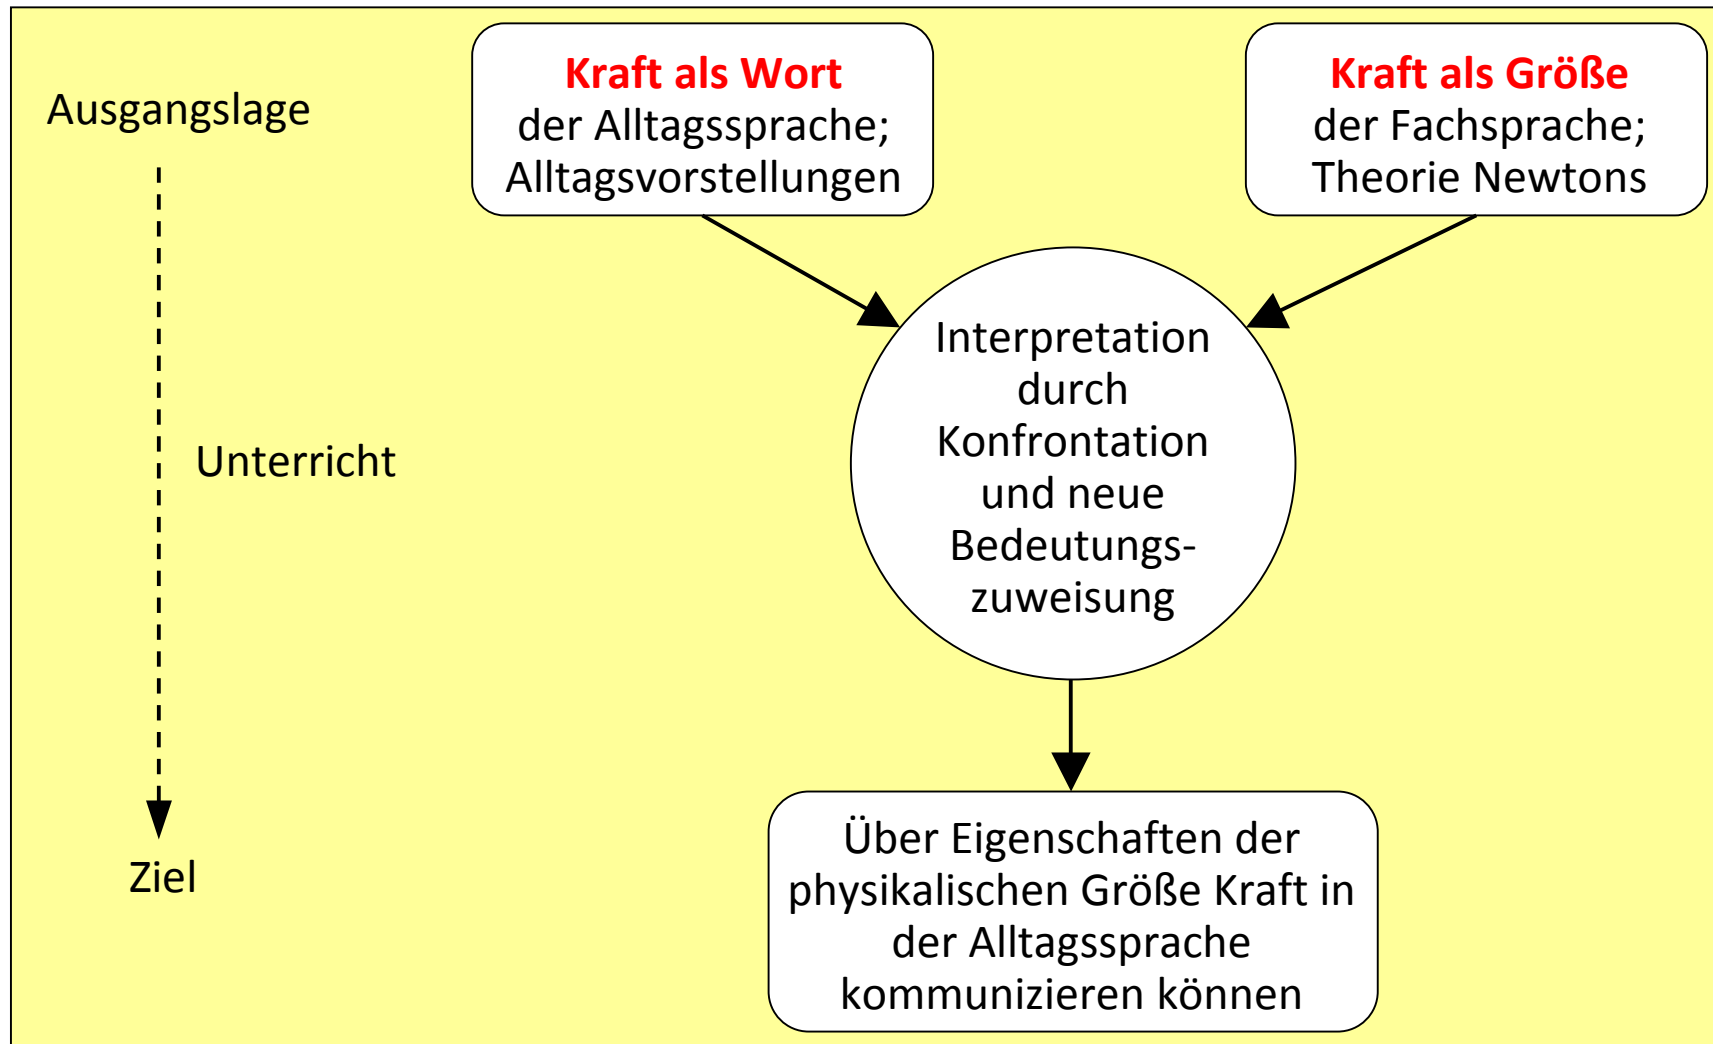 Ausgangslage
Kraft als Wort
der Alltagssprache;
Alltagsvorstellungen
Kraft als Größe
der Fachsprache;
Theorie Newtons
Unterricht
Interpretation
durch
Konfrontation
und neue
Bedeutungs-
zuweisung
Ziel
Über Eigenschaften der
physikalischen Größe Kraft in
der Alltagssprache
kommunizieren können